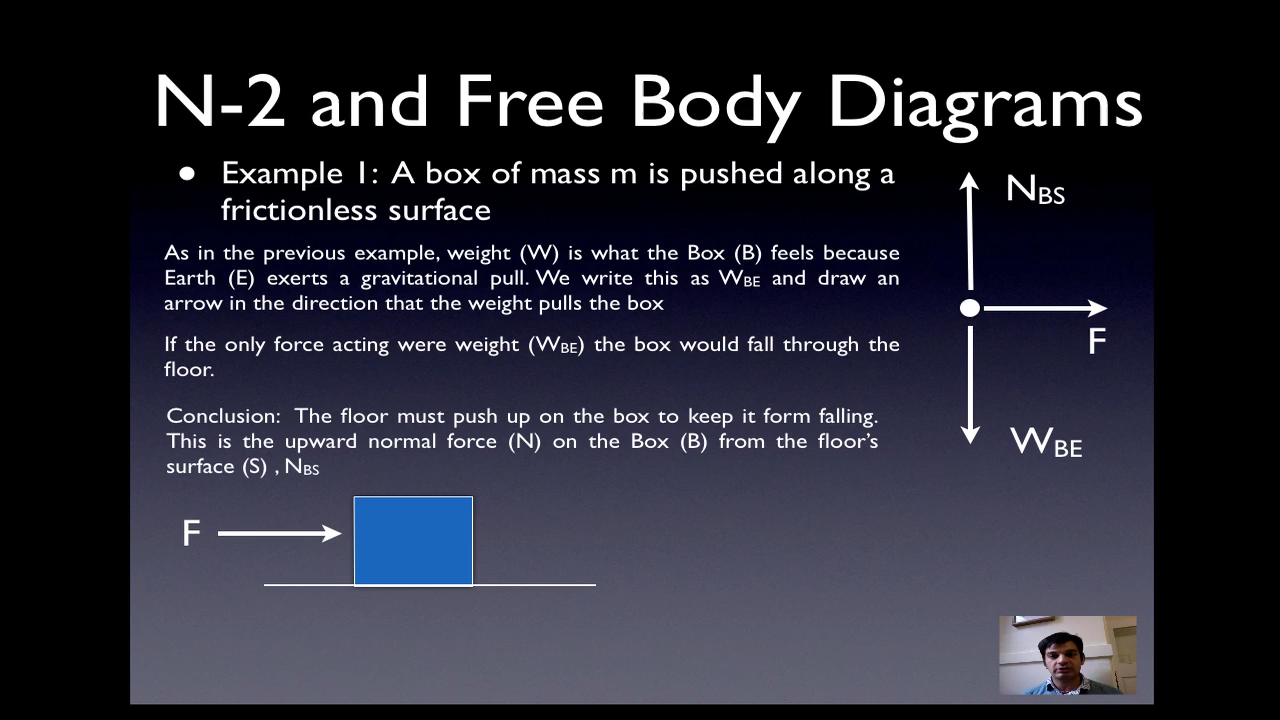 N-2 and Free Body Diagrams
• Example 1: A box of mass m is pushed along a
frictionless surface
As in the previous example, weight (W) is what the Box (B) feels because
Earth (E) exerts a gravitational pull. We write this as WBE and draw an
arrow in the direction that the weight pulls the box
If the only force acting were weight (WBE) the box would fall through the
floor.
Conclusion: The floor must push up on the box to keep it form falling.
This is the upward normal force (N) on the Box (B) from the floor's
surface (S) , NBS
F
NBS
F
WBE